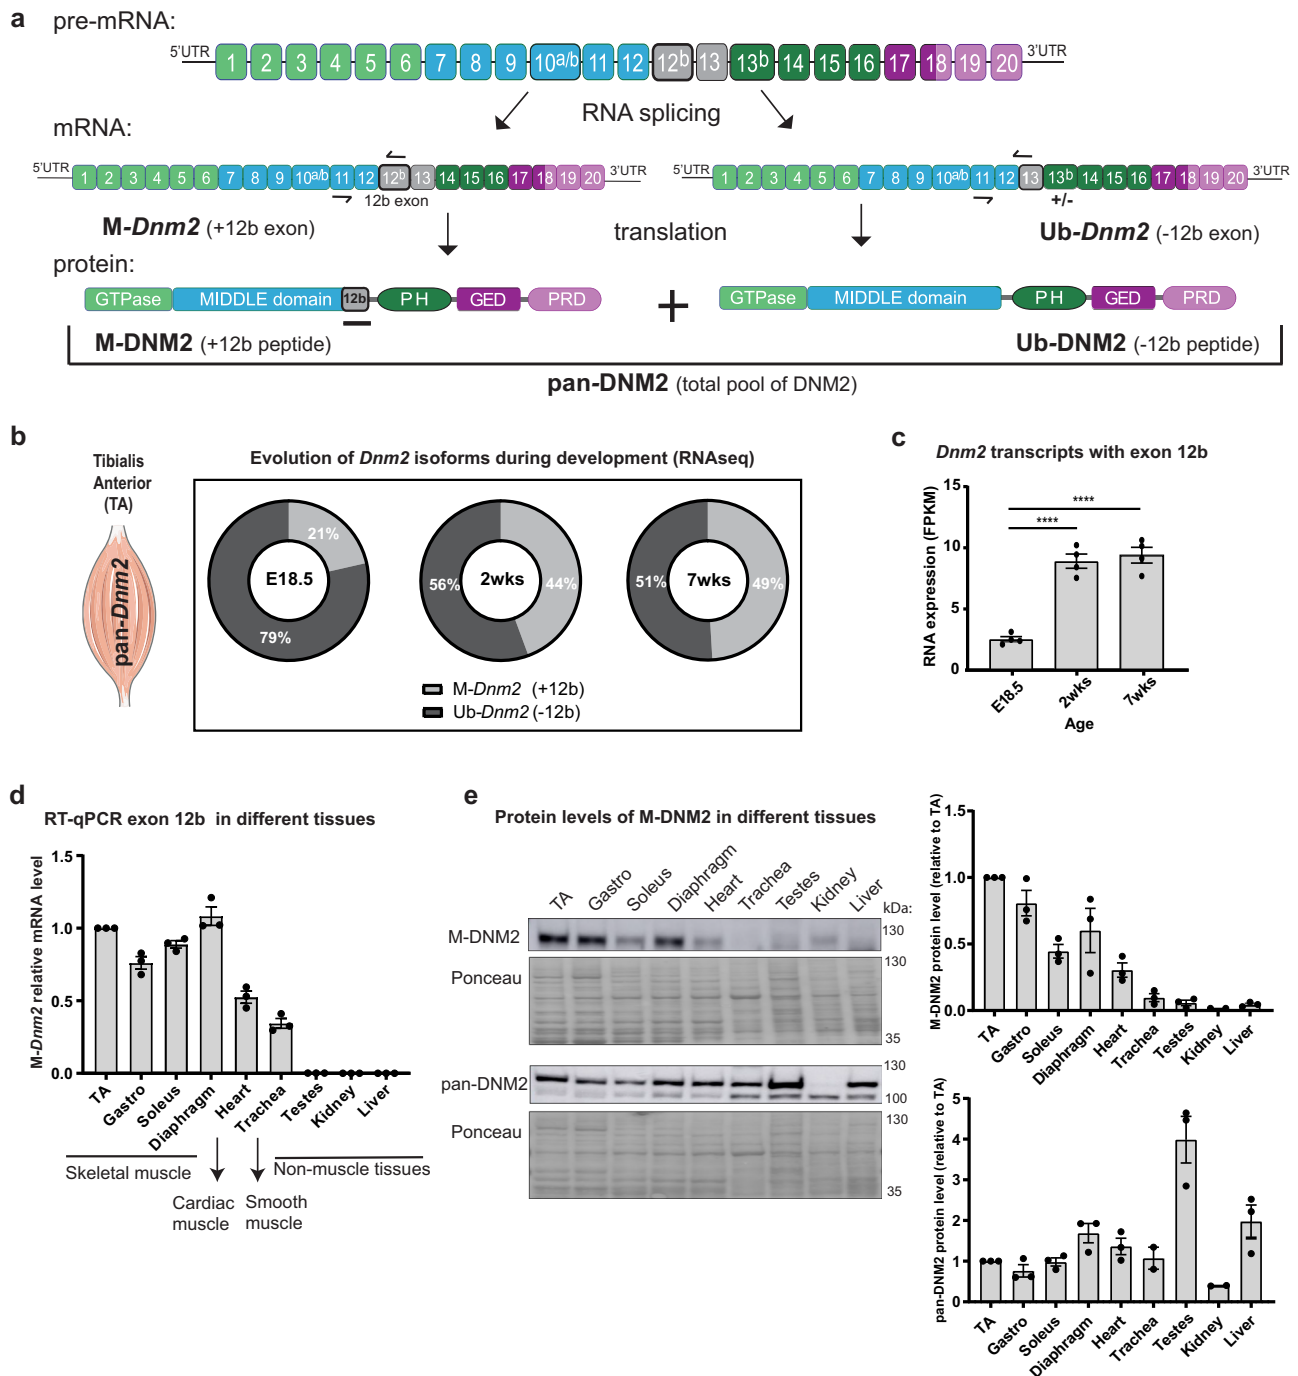 a
pre-mRNA:
5'UTR 1 2 3 4 5 6 7 8 9 10a/b 11 12 12b 13 13b 14 15 16 17 18 19 20 3'UTR
RNA splicing
mRNA:
5'UTR 1 2 3 4 5 6 7 8 9 10a/b 11 12 12b 13 14 15 16 17 18 19 20 3'UTR
12b exon
M-Dnm2 (+12b exon)
5'UTR 1 2 3 4 5 6 7 8 9 10a/b 11 12 13 13b 14 15 16 17 18 19 20 3'UTR
+/-
Ub-Dnm2 (-12b exon)
translation
protein:
GTPase MIDDLE domain 12b PH GED PRD
+
GTPase MIDDLE domain PH GED PRD
M-DNM2 (+12b peptide)
Ub-DNM2 (-12b peptide)
pan-DNM2 (total pool of DNM2)
b
Tibialis
Anterior
(TA)
pan-Dnm2
Evolution of Dnm2 isoforms during development (RNAseq)
21%
E18.5
79%
56%
2wks
44%
51%
7wks
49%
M-Dnm2 (+12b)
Ub-Dnm2 (-12b)
c
Dnm2 transcripts with exon 12b
RNA expression (FPKM)
15
10
5
0
****
****
E18.5
2wks
7wks
Age
d
RT-qPCR exon 12b in different tissues
M-Dnm2 relative mRNA level
1.5
1.0
0.5
0.0
TA
Gastro
Soleus
Diaphragm
Heart
Trachea
Testes
Kidney
Liver
Skeletal muscle
Non-muscle tissues
Cardiac
muscle
Smooth
muscle
e
Protein levels of M-DNM2 in different tissues
TA
Gastro
Soleus
Diaphragm
Heart
Trachea
Testes
Kidney
Liver
kDa:
M-DNM2
130
Ponceau
130
35
pan-DNM2
130
100
Ponceau
130
35
M-DNM2 protein level (relative to TA)
1.5
1.0
0.5
0.0
TA
Gastro
Soleus
Diaphragm
Heart
Trachea
Testes
Kidney
Liver
pan-DNM2 protein level (relative to TA)
5
4
2
1
0
TA
Gastro
Soleus
Diaphragm
Heart
Trachea
Testes
Kidney
Liver